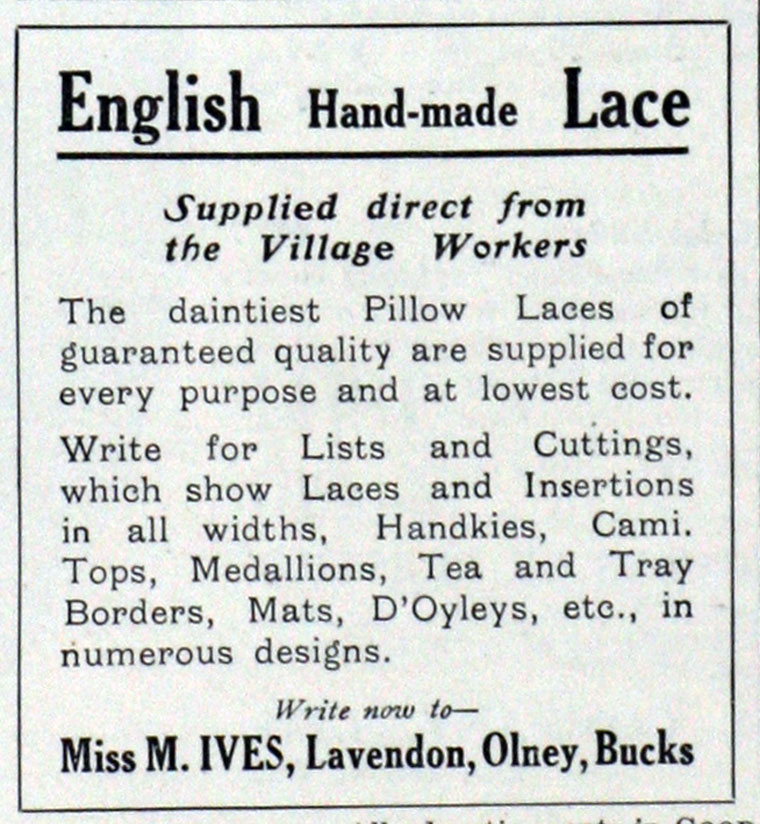 English Hand-made Lace
Supplied direct from
the Village Workers
The daintiest Pillow Laces of
guaranteed quality are supplied for
every purpose and at lowest cost.
Write for Lists and Cuttings,
which show Laces and Insertions
in all widths, Handkies, Cami.
Tops, Medallions, Tea and Tray
Borders, Mats, D'Oyleys, etc., in
numerous designs.
Write now to—
Miss M. IVES, Lavendon, Olney, Bucks